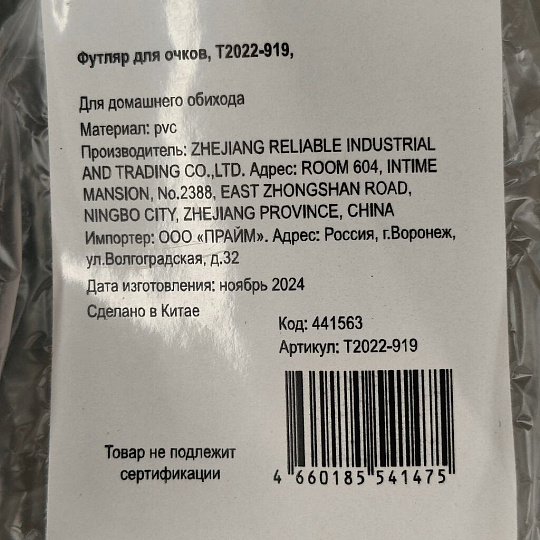 Футляр для очков, T2022-919,
Для домашнего обихода
Материал: pvc
Производитель: ZHEJIANG RELIABLE INDUSTRIAL
AND TRADING CO.,LTD. Адрес: ROOM 604, INTIME
MANSION, No.2388, EAST ZHONGSHAN ROAD,
NINGBO CITY, ZHEJIANG PROVINCE, CHINA
Импортер: ООО «ПРАЙМ». Адрес: Россия, г.Воронеж,
ул.Волгоградская, д.32
Дата изготовления: ноябрь 2024
Сделано в Китае
Код: 441563
Артикул: T2022-919
Товар не подлежит
сертификации
4 660185 541475